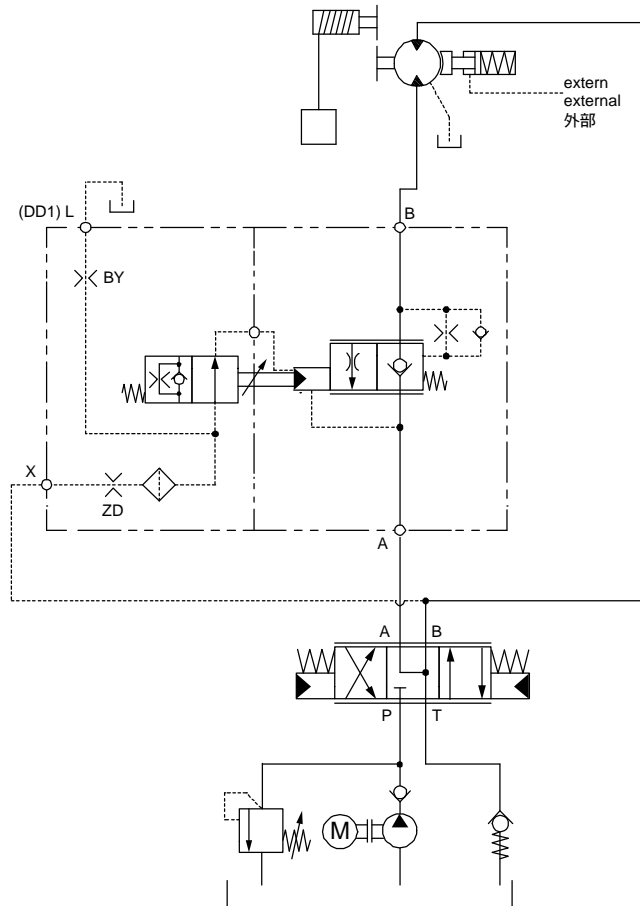 extern
external
外部
(DD1) L
B
BY
X
ZD
A
A B
P T
M